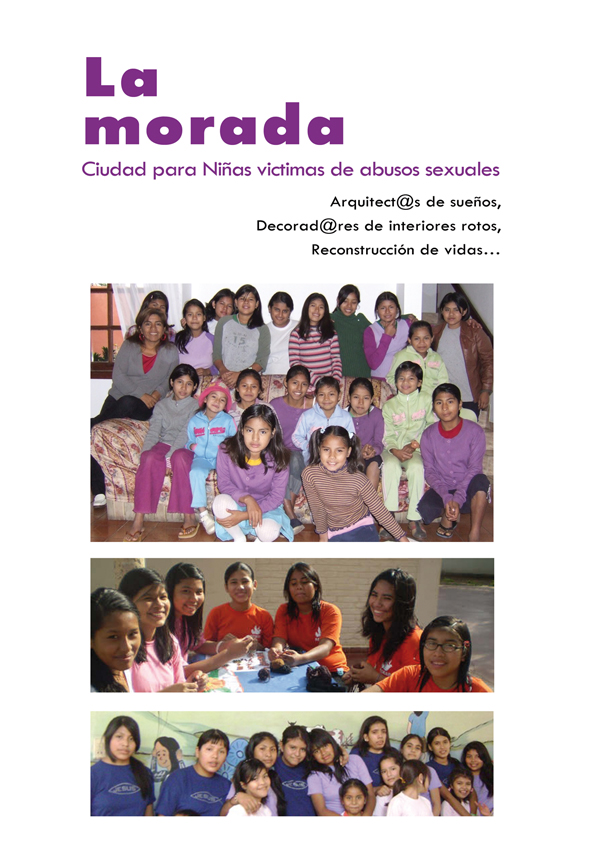 La
morada
Ciudad para Niñas victimas de abusos sexuales
Arquitect@s de sueños,
Decorad@res de interiores rotos,
Reconstrucción de vidas...